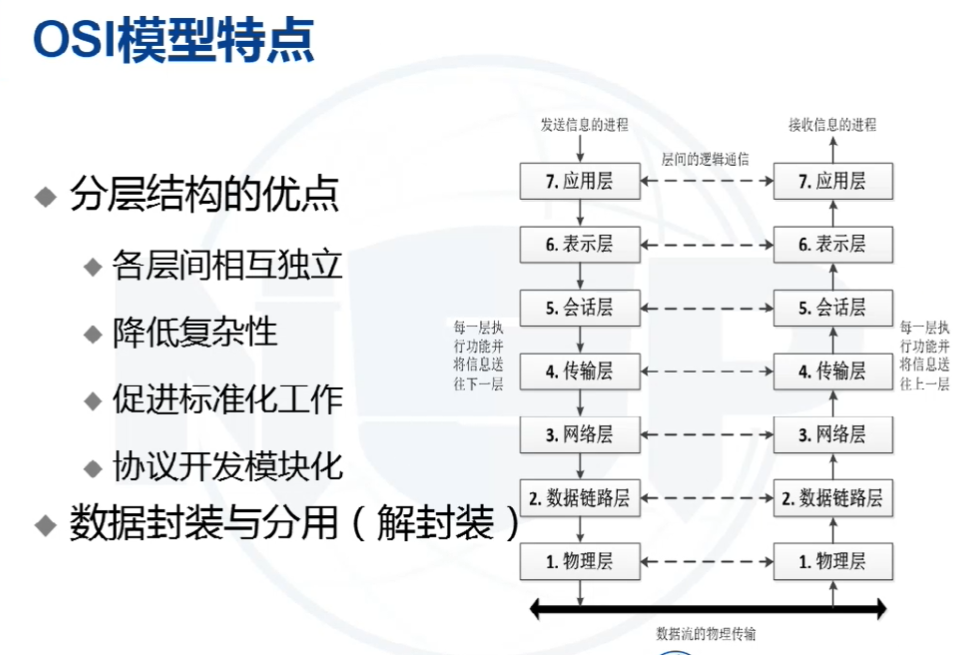 OSI模型特点
分层结构的优点
各层间相互独立
降低复杂性
促进标准化工作
协议开发模块化
数据封装与分用（解封装）
发送信息的进程
接收信息的进程
层间的逻辑通信
7. 应用层
7. 应用层
6. 表示层
6. 表示层
5. 会话层
5. 会话层
每一层执
行功能并
将信息送
往下一层
每一层执
行功能并
将信息送
往上一层
4. 传输层
4. 传输层
3. 网络层
3. 网络层
2. 数据链路层
2. 数据链路层
1. 物理层
1. 物理层
数据流的物理传输